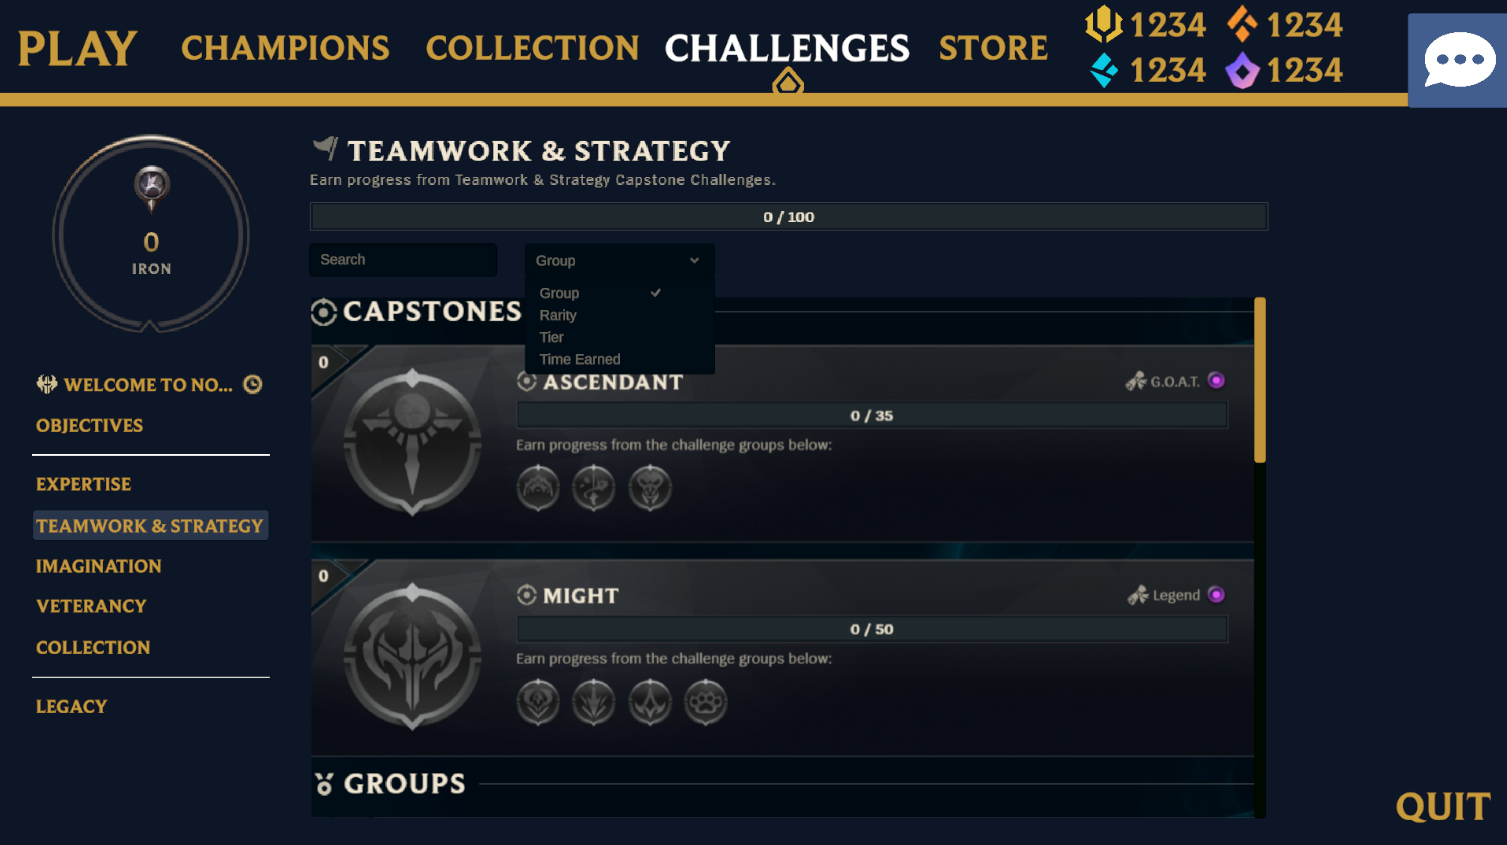 PLAY
CHAMPIONS
COLLECTION
CHALLENGES
STORE
1234
1234
1234
1234
0
IRON
WELCOME TO NO...
OBJECTIVES
EXPERTISE
TEAMWORK & STRATEGY
IMAGINATION
VETERANCY
COLLECTION
LEGACY
TEAMWORK & STRATEGY
Earn progress from Teamwork & Strategy Capstone Challenges.
0 / 100
Search
Group
Group
Rarity
Tier
Time Earned
CAPSTONES
0
ASCENDANT
G.O.A.T.
0 / 35
Earn progress from the challenge groups below:
0
MIGHT
Legend
0 / 50
Earn progress from the challenge groups below:
GROUPS
QUIT